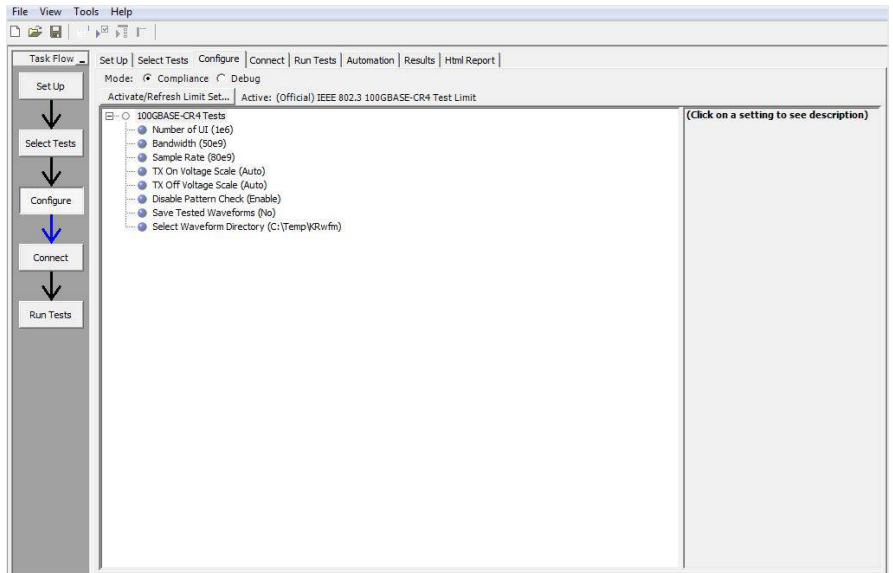 File View Tools Help
Task Flow
Set Up
Select Tests
Configure
Connect
Run Tests
Set Up Select Tests Configure Connect Run Tests Automation Results Html Report
Mode: Compliance Debug
Activate/Refresh Limit Set... Active: (Official) IEEE 802.3 100GBASE-CR4 Test Limit
100GBASE-CR4 Tests
Number of UI (1e6)
Bandwidth (50e9)
Sample Rate (80e9)
TX On Voltage Scale (Auto)
TX Off Voltage Scale (Auto)
Disable Pattern Check (Enable)
Save Tested Waveforms (No)
Select Waveform Directory (C:\Temp\KRwfm)
(Click on a setting to see description)